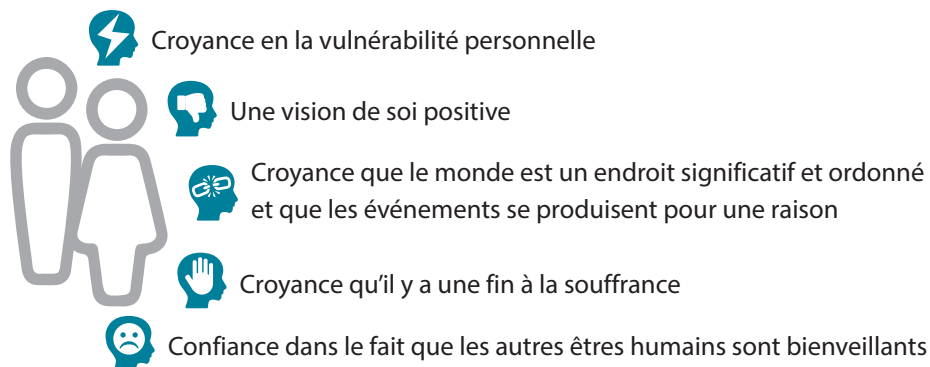 Croyance en la vulnérabilité personnelle
Une vision de soi positive
Croyance que le monde est un endroit significatif et ordonné
et que les événements se produisent pour une raison
Croyance qu’il y a une fin à la souffrance
Confiance dans le fait que les autres êtres humains sont bienveillants